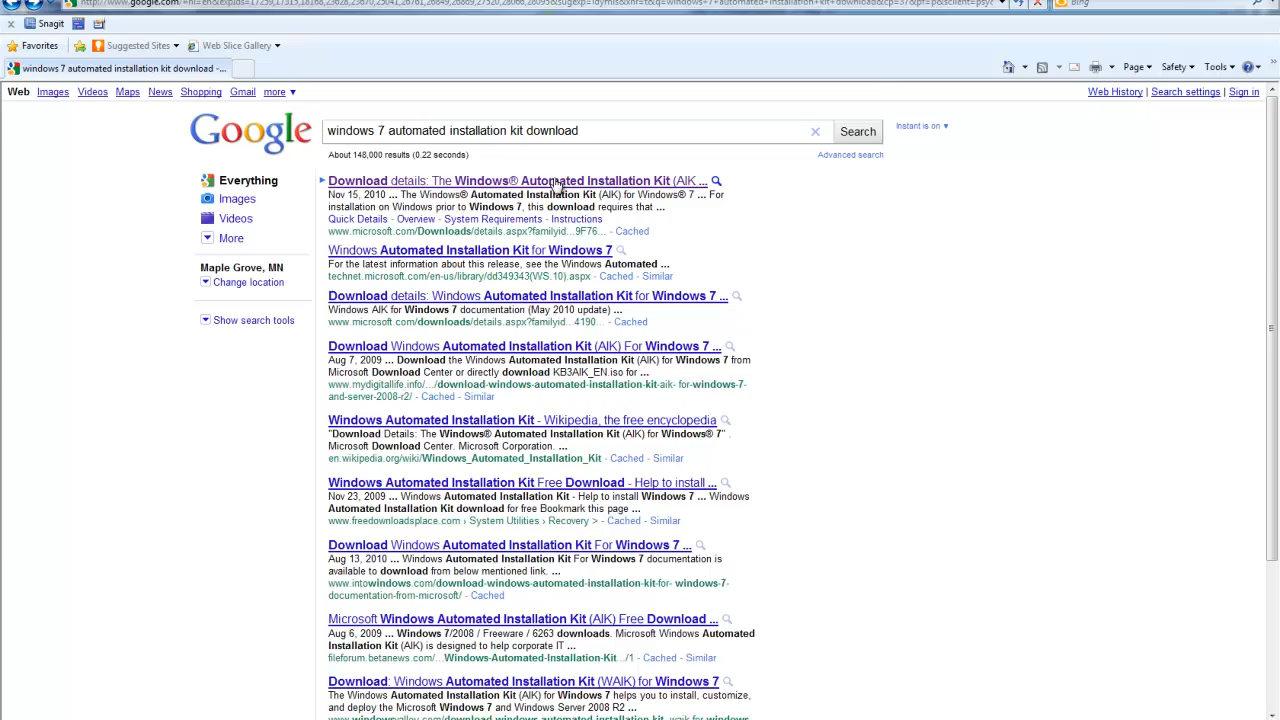 Snagit
Favorites
Suggested Sites
Web Slice Gallery
windows 7 automated installation kit download -...
Page
Safety
Tools
Web Images Videos Maps News Shopping Gmail more
Web History | Search settings | Sign in
Google
windows 7 automated installation kit download
Search
Instant is on
About 148,000 results (0.22 seconds)
Advanced search
Everything
Images
Videos
More
Maple Grove, MN
Change location
Show search tools
Download details: The Windows® Automated Installation Kit (AIK ...
Nov 15, 2010 ... The Windows® Automated Installation Kit (AIK) for Windows® 7 ... For
installation on Windows prior to Windows 7, this download requires that ...
Quick Details - Overview - System Requirements - Instructions
www.microsoft.com/Downloads/details.aspx?familyid...9F76... - Cached
Windows Automated Installation Kit for Windows 7
For the latest information about this release, see the Windows Automated ...
technet.microsoft.com/en-us/library/dd349343(WS.10).aspx - Cached - Similar
Download details: Windows Automated Installation Kit for Windows 7 ...
Windows AIK for Windows 7 documentation (May 2010 update) ...
www.microsoft.com/downloads/details.aspx?familyid...4190... - Cached
Download Windows Automated Installation Kit (AIK) For Windows 7 ...
Aug 7, 2009 ... Download the Windows Automated Installation Kit (AIK) for Windows 7 from
Microsoft Download Center or directly download KB3AIK_EN.iso for ...
www.mydigitallife.info/.../download-windows-automated-installation-kit-aik- for-windows-7-
and-server-2008-r2/ - Cached - Similar
Windows Automated Installation Kit - Wikipedia, the free encyclopedia
"Download Details: The Windows® Automated Installation Kit (AIK) for Windows® 7" .
Microsoft Download Center. Microsoft Corporation. ...
en.wikipedia.org/wiki/Windows_Automated_Installation_Kit - Cached - Similar
Windows Automated Installation Kit Free Download - Help to install ...
Nov 23, 2009 ... Windows Automated Installation Kit - Help to install Windows 7 ... Windows
Automated Installation Kit download for free Bookmark this page ...
www.freedownloadsplace.com › System Utilities › Recovery > - Cached - Similar
Download Windows Automated Installation Kit For Windows 7 ...
Aug 13, 2010 ... Windows Automated Installation Kit For Windows 7 documentation is
available to download from below mentioned link. ...
www.intowindows.com/download-windows-automated-installation-kit-for- windows-7-
documentation-from-microsoft/ - Cached
Microsoft Windows Automated Installation Kit (AIK) Free Download ...
Aug 6, 2009 ... Windows 7/2008 / Freeware / 6263 downloads. Microsoft Windows Automated
Installation Kit (AIK) is designed to help corporate IT ...
fileforum.betanews.com/...Windows-Automated-Installation-Kit.../1 - Cached - Similar
Download: Windows Automated Installation Kit (WAIK) for Windows 7
The Windows Automated Installation Kit (AIK) for Windows 7 helps you to install, customize,
and deploy the Microsoft Windows 7 and Windows Server 2008 R2 ...